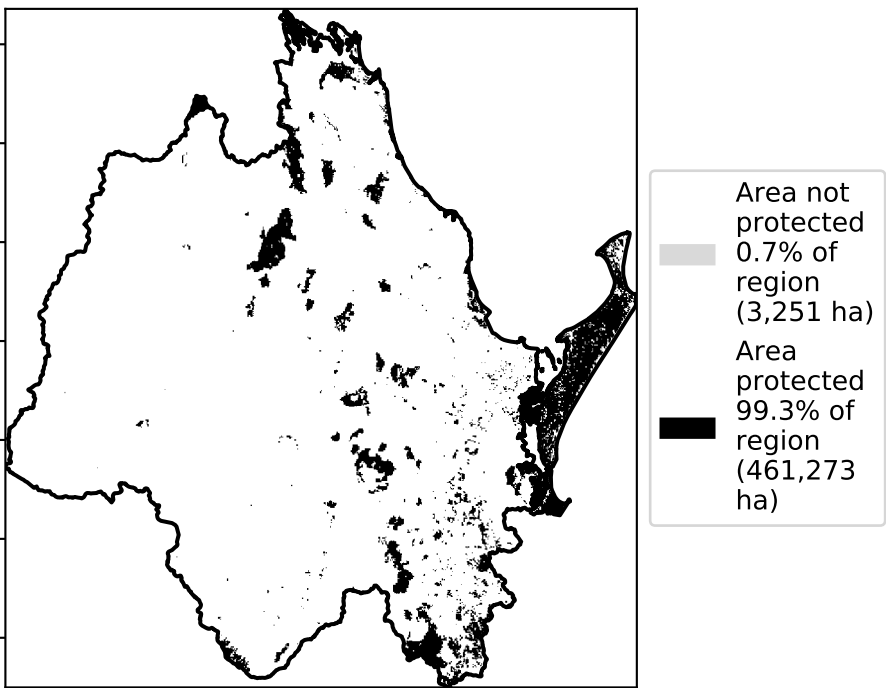 Area not
protected
0.7% of
region
(3,251 ha)
Area
protected
99.3% of
region
(461,273
ha)